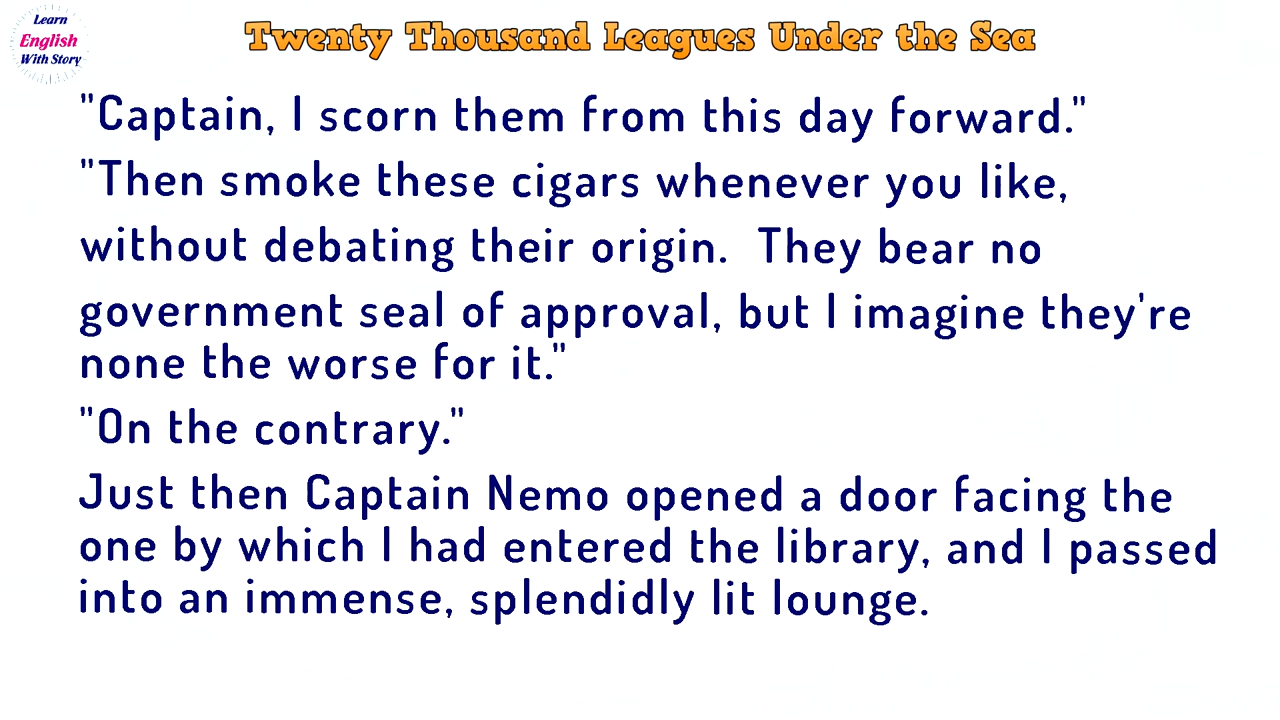 Learn
English
With Story
Twenty Thousand Leagues Under the Sea
"Captain, I scorn them from this day forward."
"Then smoke these cigars whenever you like,
without debating their origin.  They bear no
government seal of approval, but I imagine they're
none the worse for it."
"On the contrary."
Just then Captain Nemo opened a door facing the
one by which I had entered the library, and I passed
into an immense, splendidly lit lounge.